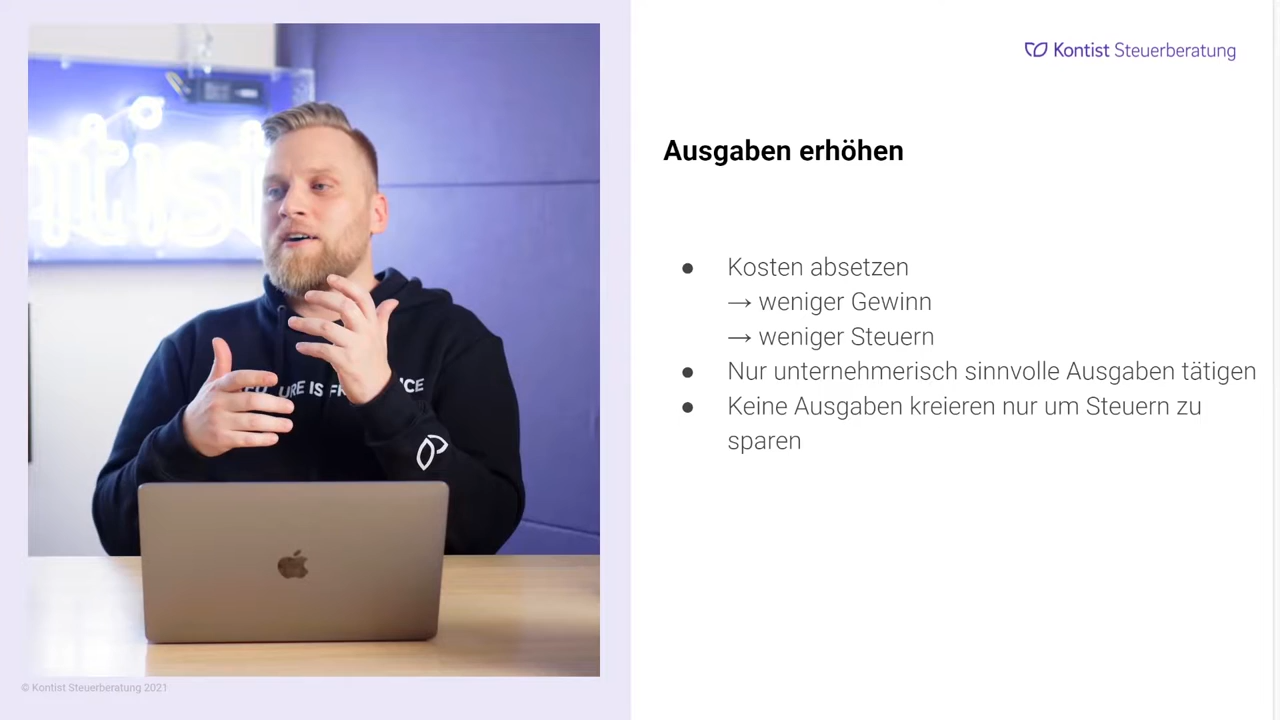 Kontist Steuerberatung
Ausgaben erhöhen
● Kosten absetzen
→ weniger Gewinn
→ weniger Steuern
● Nur unternehmerisch sinnvolle Ausgaben tätigen
● Keine Ausgaben kreieren nur um Steuern zu
sparen
© Kontist Steuerberatung 2021